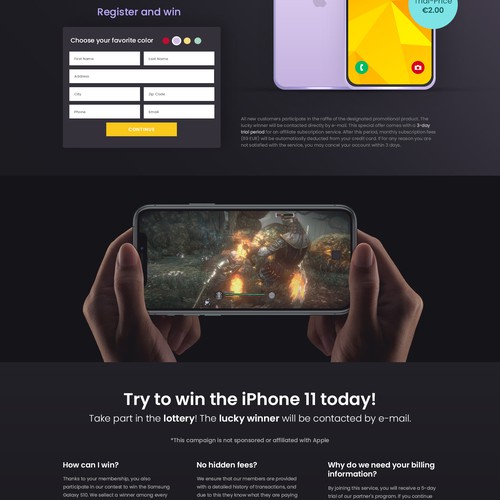 Register and win
Trial-Price
€2.00
Choose your favorite color
First Name
Last Name
Address
City
Zip Code
Phone
Email
CONTINUE
All new customers participate in the raffle of the designated promotional product. The
lucky winner will be contacted directly by e-mail. This special offer comes with a 3-day
trial period for an affiliate subscription service. After this period, monthly subscription fees
(69 EUR) will be automatically deducted from your credit card. If for any reason you are
not satisfied with the service, you may cancel your account within 3 days.
Try to win the iPhone 11 today!
Take part in the lottery! The lucky winner will be contacted by e-mail.
*This campaign is not sponsored or affiliated with Apple
How can I win?
Thanks to your membership, you also
participate in our contest to win the Samsung
Galaxy S10. We select a winner among every
No hidden fees?
We ensure that our members are provided
with a detailed history of transactions, and
due to this they know what they are paying
Why do we need your billing
information?
By joining this service, you will receive a 5-day
trial of our partner's program. If you continue